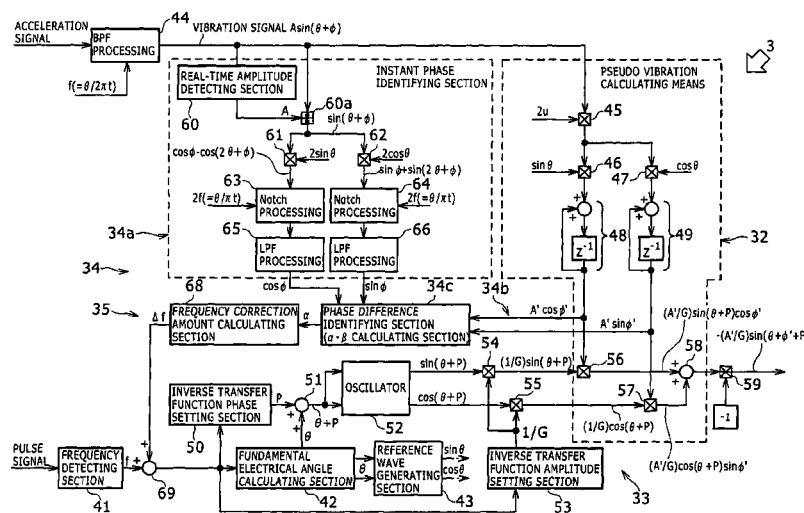 44
ACCELERATION
SIGNAL
BPF
PROCESSING
VIBRATION SIGNAL Asin(θ+φ)
3
f(=θ/2πt)
REAL-TIME AMPLITUDE
DETECTING SECTION
60
INSTANT PHASE
IDENTIFYING SECTION
PSEUDO VIBRATION
CALCULATING MEANS
A
60a
sin(θ+φ)
2u
45
61
62
cosφ-cos(2θ+φ)
2sinθ
2cosθ
sinφ+sin(2θ+φ)
sinθ
46
47
cosθ
63
64
2f(=θ/πt)
Notch
PROCESSING
Notch
PROCESSING
2f(=θ/πt)
+
+
+
+
34a
65
66
48
49
32
LPF
PROCESSING
LPF
PROCESSING
Z⁻¹
Z⁻¹
34
68
cosφ
sinφ
34c
34b
35
Δf
FREQUENCY CORRECTION
AMOUNT CALCULATING
SECTION
α
PHASE DIFFERENCE
IDENTIFYING SECTION
(α-β CALCULATING SECTION)
A'cosφ'
A'sinφ'
(A'/G)sin(θ+P)cosφ'
-(A'/G)sin(θ+φ'+P)
54
sin(θ+P)
(1/G)sin(θ+P)
56
58
+
+
59
INVERSE TRANSFER
FUNCTION PHASE
SETTING SECTION
50
P
+
51
+
θ+P
OSCILLATOR
52
cos(θ+P)
55
57
1/G
(1/G)cos(θ+P)
-1
θ
sinθ
cosθ
(A'/G)cos(θ+P)sinφ'
PULSE
SIGNAL
FREQUENCY
DETECTING
SECTION
41
f
+
+
69
FUNDAMENTAL
ELECTRICAL ANGLE
CALCULATING SECTION
42
θ
θ
REFERENCE
WAVE
GENERATING
SECTION
43
INVERSE TRANSFER
FUNCTION AMPLITUDE
SETTING SECTION
53
33